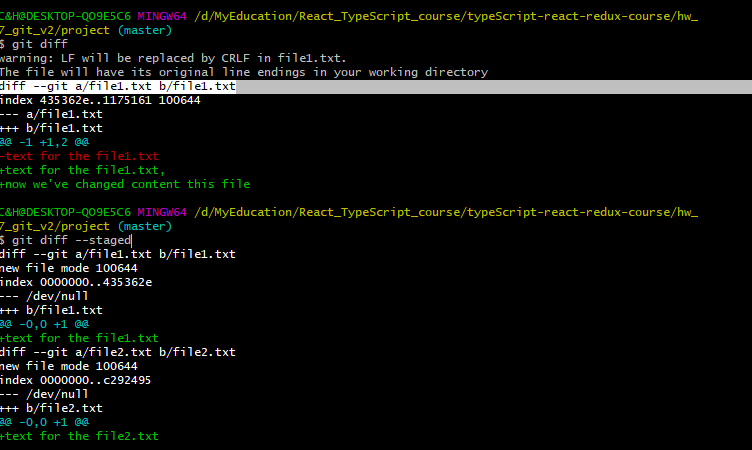 C&H@DESKTOP-QO9E5C6 MINGW64 /d/MyEducation/React_TypeScript_course/typeScript-react-redux-course/hw_
7_git_v2/project (master)
$ git diff
warning: LF will be replaced by CRLF in file1.txt.
The file will have its original line endings in your working directory
diff --git a/file1.txt b/file1.txt
index 435362e..1175161 100644
--- a/file1.txt
+++ b/file1.txt
@@ -1 +1,2 @@
-text for the file1.txt
+text for the file1.txt,
+now we've changed content this file
C&H@DESKTOP-QO9E5C6 MINGW64 /d/MyEducation/React_TypeScript_course/typeScript-react-redux-course/hw_
7_git_v2/project (master)
$ git diff --staged
diff --git a/file1.txt b/file1.txt
new file mode 100644
index 0000000..435362e
--- /dev/null
+++ b/file1.txt
@@ -0,0 +1 @@
+text for the file1.txt
diff --git a/file2.txt b/file2.txt
new file mode 100644
index 0000000..c292495
--- /dev/null
+++ b/file2.txt
@@ -0,0 +1 @@
+text for the file2.txt